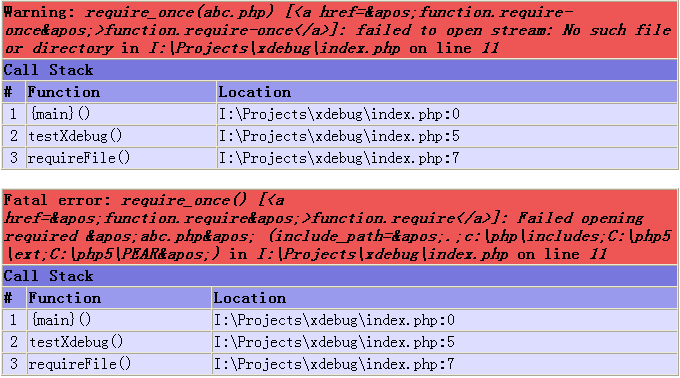 Warning: require_once(abc.php) [<a href=&apos;function.require-
once&apos;>function.require-once</a>]: failed to open stream: No such file
or directory in I:\Projects\xdebug\index.php on line 11
Call Stack
# Function Location
1 {main}() I:\Projects\xdebug\index.php:0
2 testXdebug() I:\Projects\xdebug\index.php:5
3 requireFile() I:\Projects\xdebug\index.php:7
Fatal error: require_once() [<a
href=&apos;function.require&apos;>function.require</a>]: Failed opening
required &apos;abc.php&apos; (include_path=&apos;.;c:\php\includes;C:\php5
\ext;C:\php5\PEAR&apos;) in I:\Projects\xdebug\index.php on line 11
Call Stack
# Function Location
1 {main}() I:\Projects\xdebug\index.php:0
2 testXdebug() I:\Projects\xdebug\index.php:5
3 requireFile() I:\Projects\xdebug\index.php:7